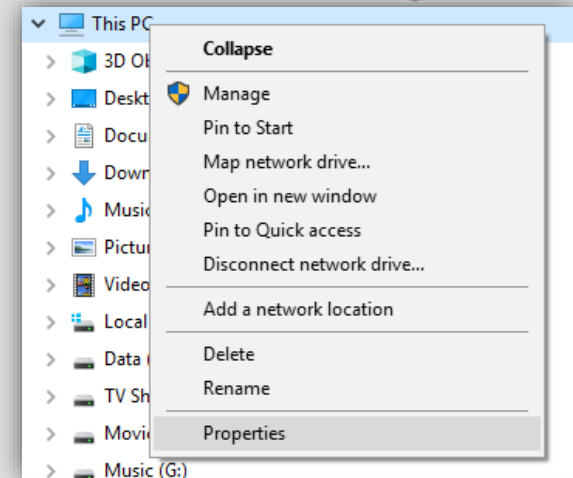 This PC
Collapse
3D Ob
Manage
Deskt
Pin to Start
Docu
Map network drive...
Down
Open in new window
Music
Pin to Quick access
Pictur
Disconnect network drive...
Video
Add a network location
Local
Delete
Data (
Rename
TV Sh
Properties
Movie
Music (G:)